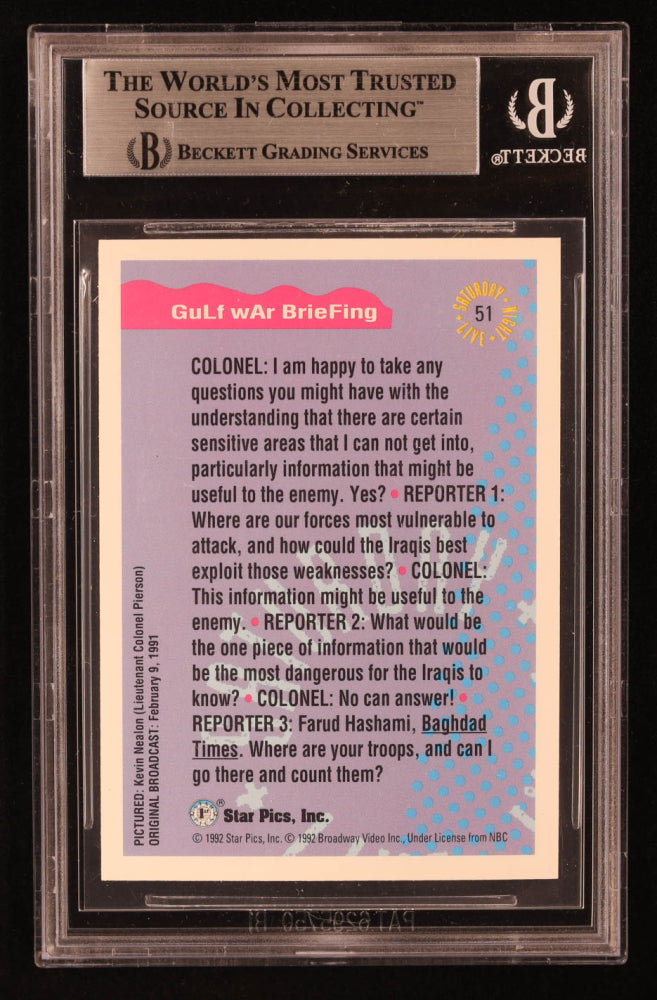 THE WORLD'S MOST TRUSTED
SOURCE IN COLLECTING™
B BECKETT GRADING SERVICES
B
BECKETT®
GuLf wAr BrieFing
SATURDAY • NIGHT • LIVE •
51
COLONEL: I am happy to take any
questions you might have with the
understanding that there are certain
sensitive areas that I can not get into,
particularly information that might be
useful to the enemy. Yes? • REPORTER 1:
Where are our forces most vulnerable to
attack, and how could the Iraqis best
exploit those weaknesses? • COLONEL:
This information might be useful to the
enemy. • REPORTER 2: What would be
the one piece of information that would
be the most dangerous for the Iraqis to
know? • COLONEL: No can answer! •
REPORTER 3: Farud Hashami, Baghdad
Times. Where are your troops, and can I
go there and count them?
PICTURED: Kevin Nealon (Lieutenant Colonel Pierson)
ORIGINAL BROADCAST: February 9, 1991
® Star Pics, Inc.
© 1992 Star Pics, Inc. © 1992 Broadway Video Inc., Under License from NBC